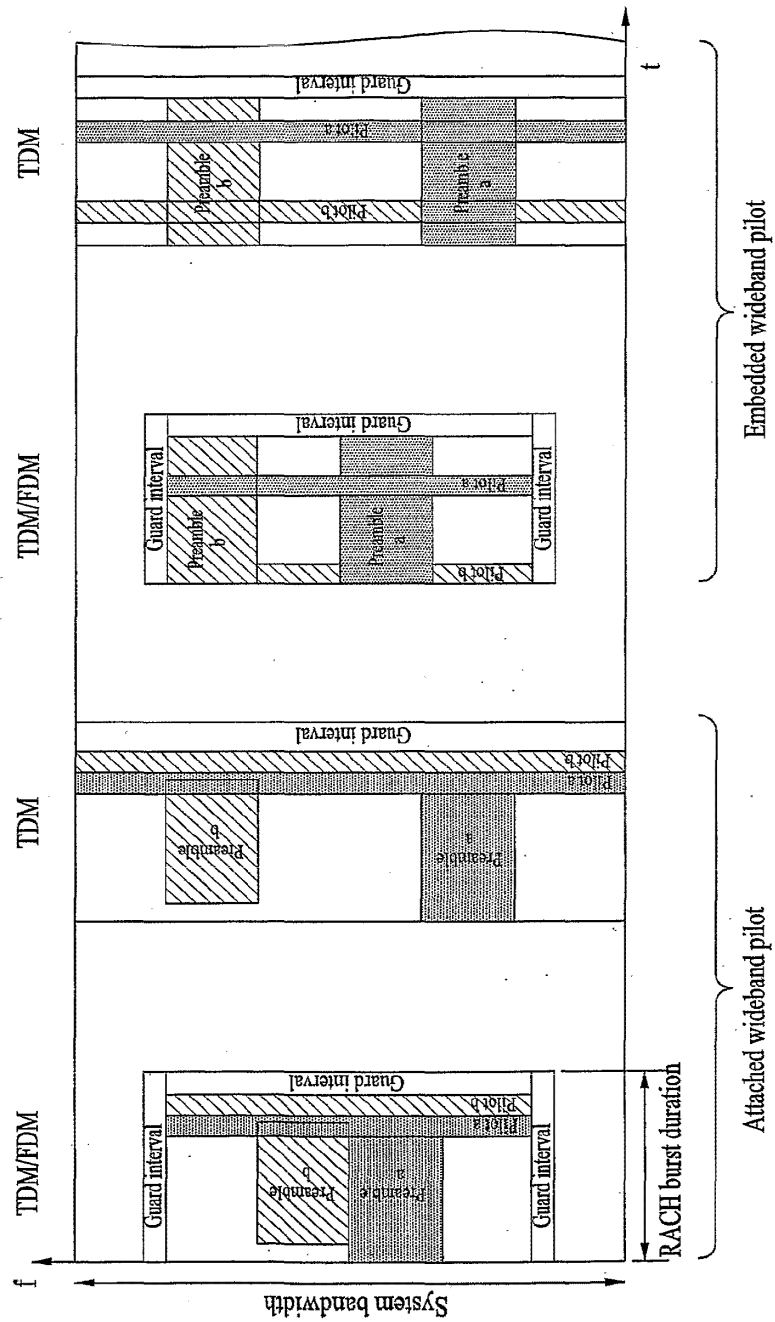 f
System bandwidth
TDM/FDM
Guard interval
Preamble
b
Preamble
a
Pilot a
Pilot b
Guard interval
Guard interval
RACH burst duration
Attached wideband pilot
TDM
Preamble
b
Preamble
a
Pilot a
Pilot b
Guard interval
TDM/FDM
Guard interval
Preamble
b
Pilot b
Preamble
a
Pilot a
Guard interval
Guard interval
Embedded wideband pilot
TDM
Preamble
b
Pilot b
Preamble
a
Pilot a
Guard interval
t